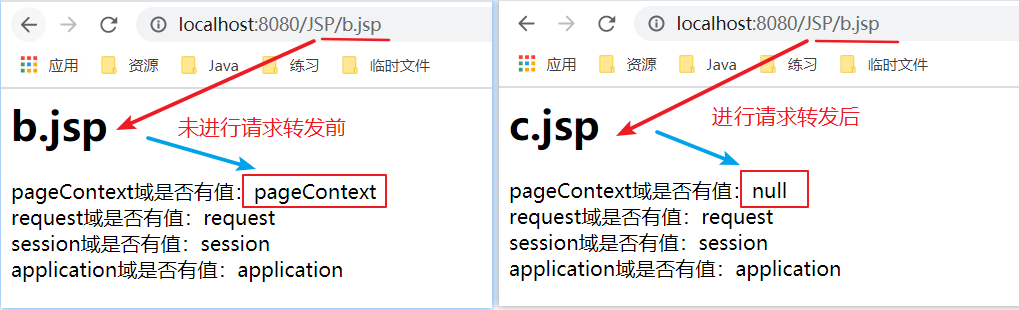 localhost:8080/JSP/b.jsp
应用 资源 Java 练习 临时文件
b.jsp
未进行请求转发前
pageContext域是否有值：pageContext
request域是否有值：request
session域是否有值：session
application域是否有值：application
localhost:8080/JSP/b.jsp
应用 资源 Java 练习 临时文件
c.jsp
进行请求转发后
pageContext域是否有值：null
request域是否有值：request
session域是否有值：session
application域是否有值：application